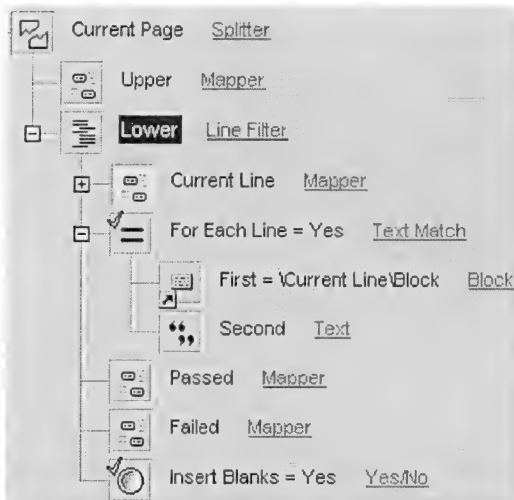 Current Page Splitter
Upper Mapper
Lower Line Filter
Current Line Mapper
For Each Line = Yes Text Match
First = \Current Line\Block Block
Second Text
Passed Mapper
Failed Mapper
Insert Blanks = Yes Yes/No